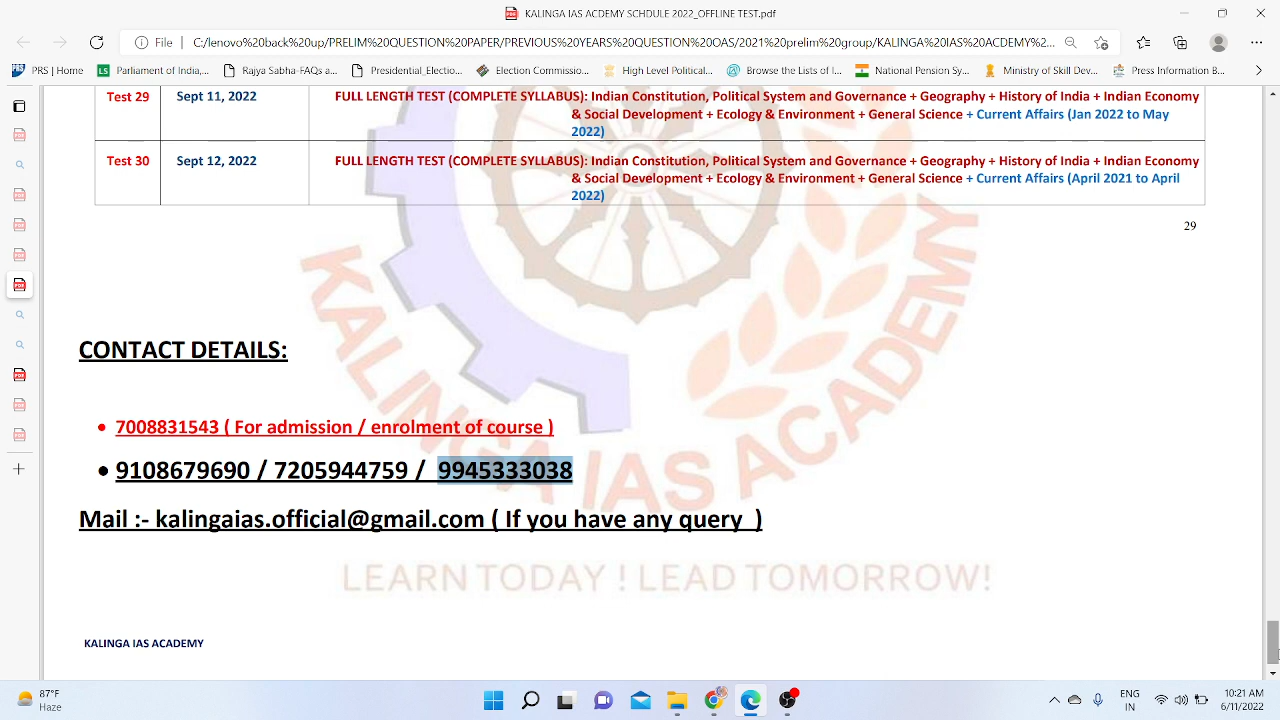 KALINGA IAS ACADEMY SCHDULE 2022_OFFLINE TEST.pdf
File C:/lenovo%20back%20up/PRELIM%20QUESTION%20PAPER/PREVIOUS%20YEARS%20QUESTION%20OAS/2021%20prelim%20group/KALINGA%20IAS%20ACDEMY%2...
PRS | Home LS Parliament of India,... Rajya Sabha-FAQs... Presidential_Electio... Election Commissio... High Level Political... Browse the Lists of I... National Pension Sy... Ministry of Skill Dev... Press Information B...
Test 29 Sept 11, 2022 FULL LENGTH TEST (COMPLETE SYLLABUS): Indian Constitution, Political System and Governance + Geography + History of India + Indian Economy
& Social Development + Ecology & Environment + General Science + Current Affairs (Jan 2022 to May
2022)
Test 30 Sept 12, 2022 FULL LENGTH TEST (COMPLETE SYLLABUS): Indian Constitution, Political System and Governance + Geography + History of India + Indian Economy
& Social Development + Ecology & Environment + General Science + Current Affairs (April 2021 to April
2022)
29
CONTACT DETAILS:
• 7008831543 ( For admission / enrolment of course )
• 9108679690 / 7205944759 / 9945333038
Mail :- kalingaias.official@gmail.com ( If you have any query )
KALINGA IAS ACADEMY
LEARN TODAY ! LEAD TOMORROW!
KALINGA IAS ACADEMY
87°F
Haze
ENG
IN
10:21 AM
6/11/2022